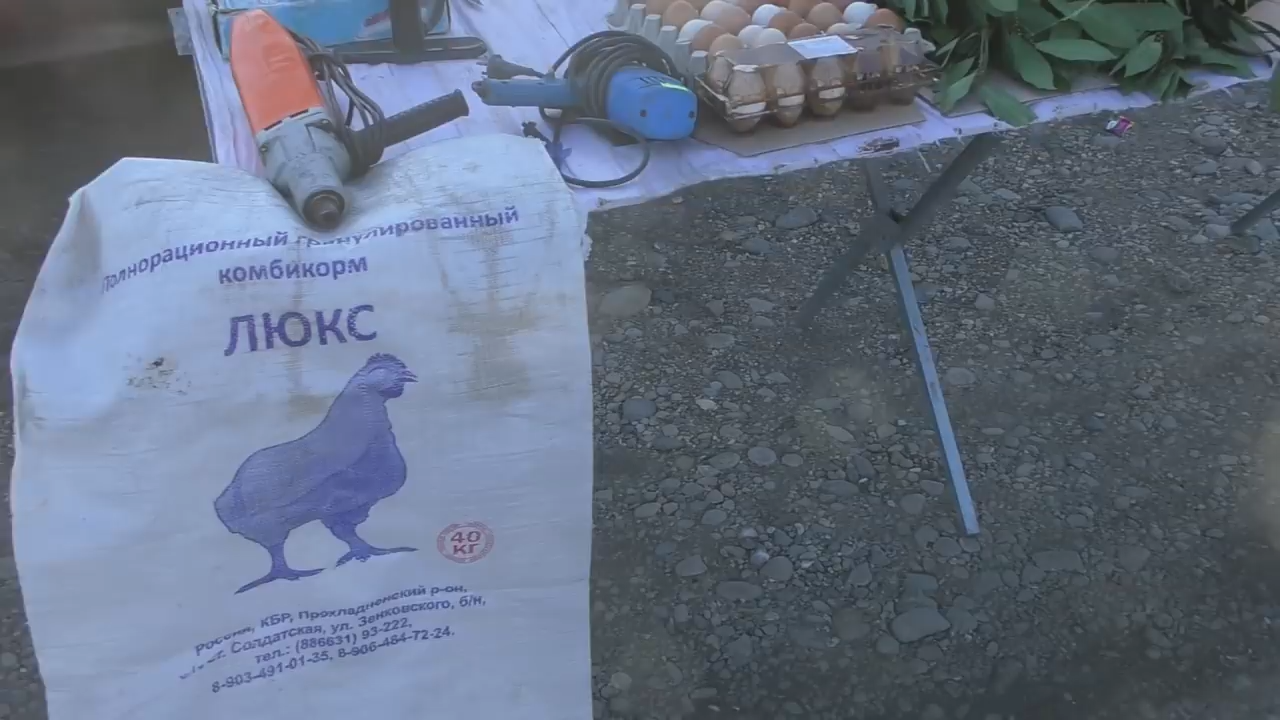 Полнорационный гранулированный
комбикорм
ЛЮКС
40
КГ
Россия, КБР, Прохладненский р-он,
ст. Солдатская, ул. Зенковского, б/н,
тел.: (886631) 93-222,
8-903-491-01-35, 8-906-484-72-24.